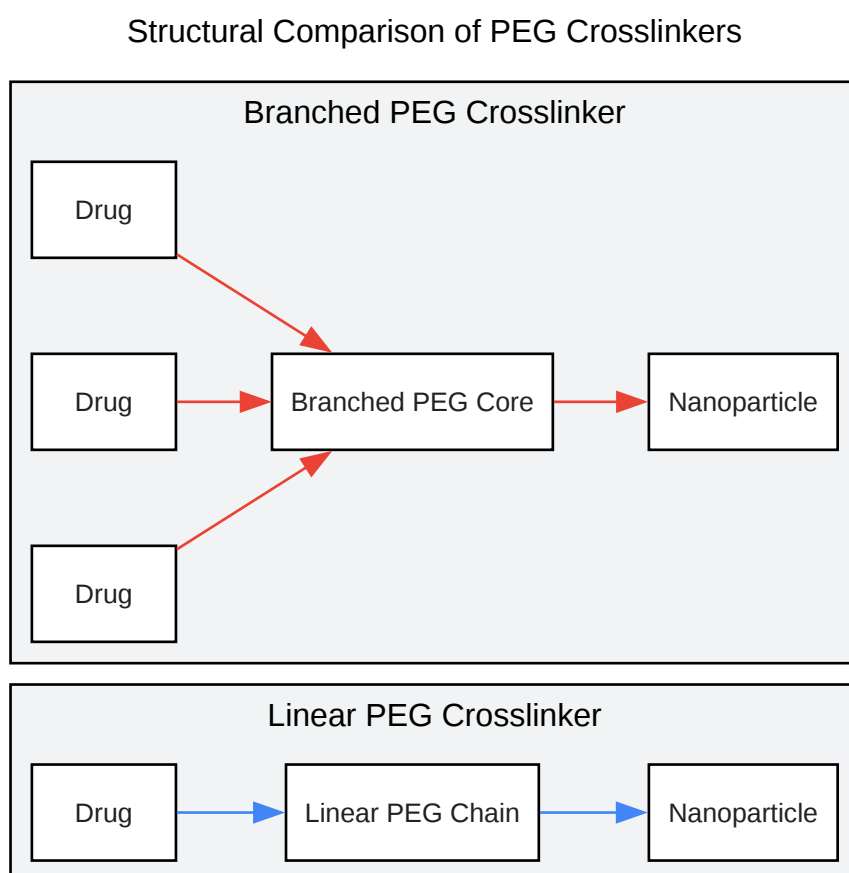 Structural Comparison of PEG Crosslinkers
Branched PEG Crosslinker
Drug
Drug
Branched PEG Core
Nanoparticle
Drug
Linear PEG Crosslinker
Drug
Linear PEG Chain
Nanoparticle